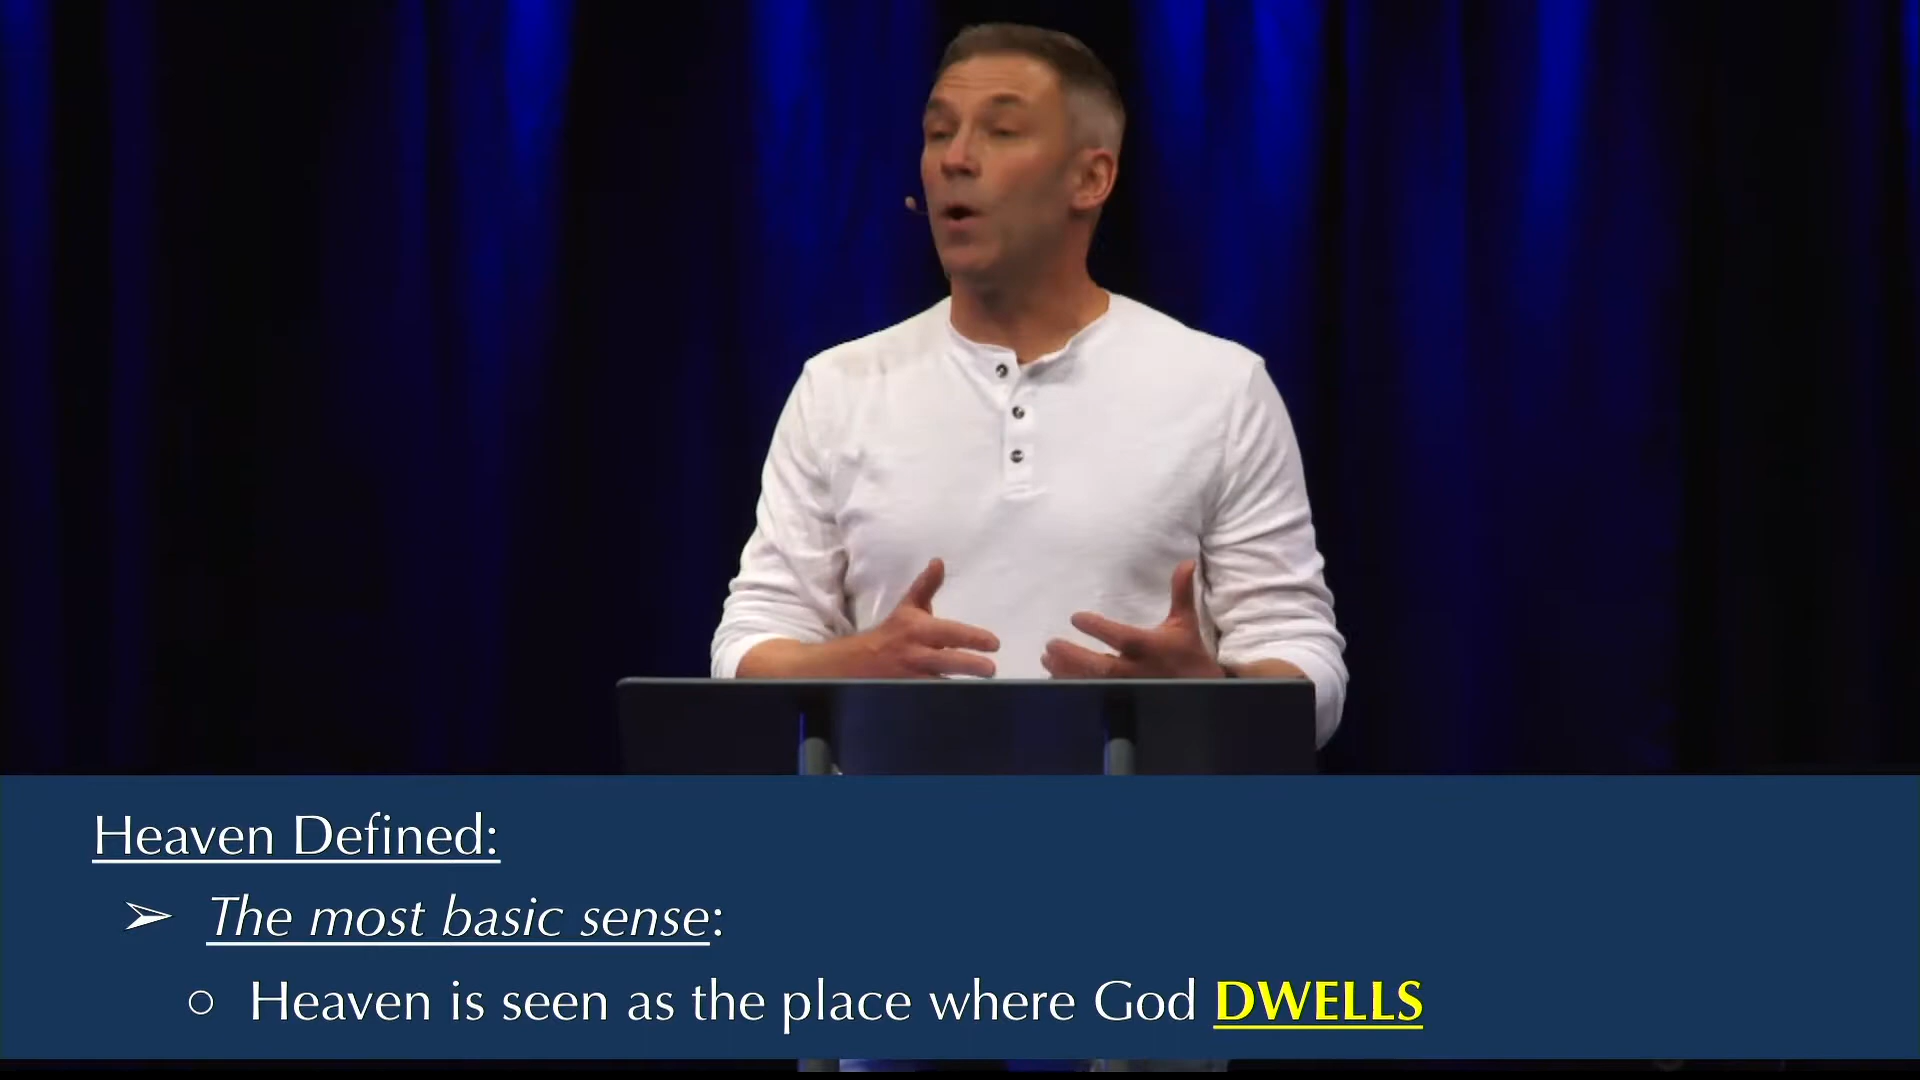 Heaven Defined:
➢ The most basic sense:
○ Heaven is seen as the place where God DWELLS